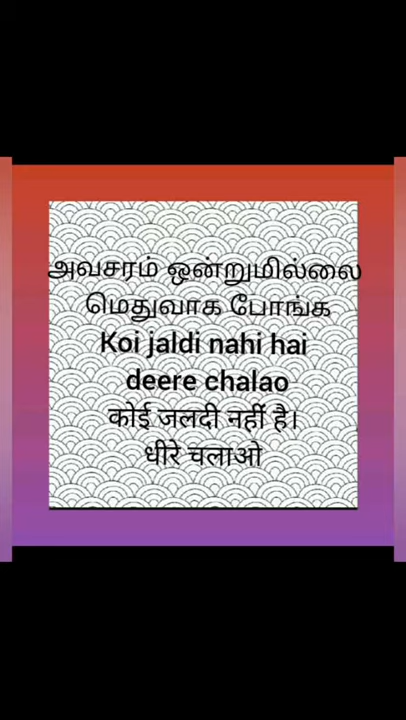 அவசரம் ஒன்றுமில்லை
மெதுவாக போங்க
Koi jaldi nahi hai
deere chalao
कोई जलदी नहीं है।
धीरे चलाओ